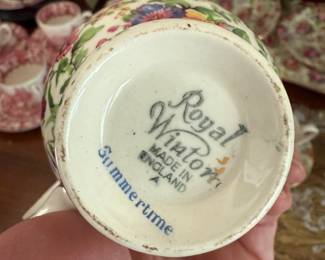 Royal
Winton
MADE IN
ENGLAND
A
Summertime